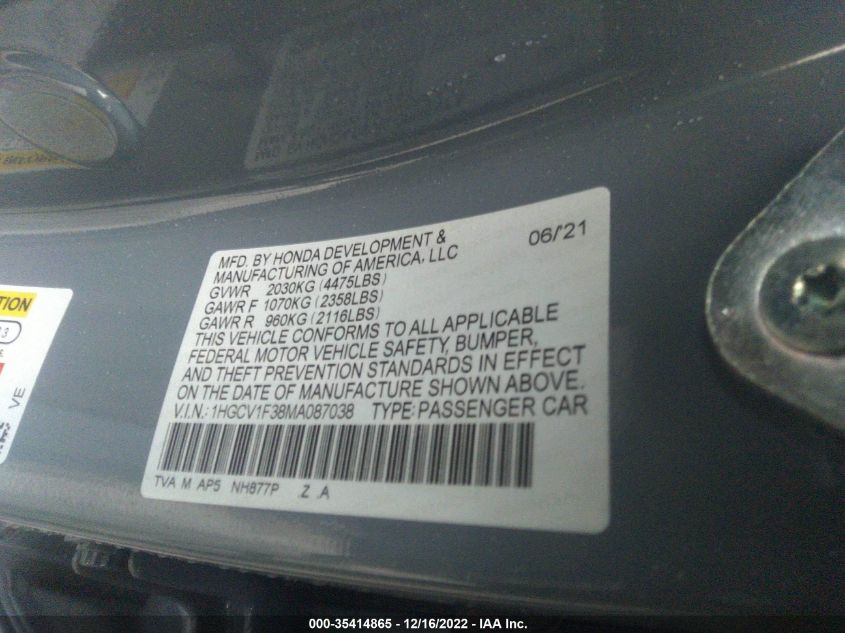 MFD. BY HONDA DEVELOPMENT & 06/'21
MANUFACTURING OF AMERICA, LLC
GVWR 2030KG (4475LBS)
GAWR F 1070KG (2358LBS)
GAWR R 960KG (2116LBS)
THIS VEHICLE CONFORMS TO ALL APPLICABLE
FEDERAL MOTOR VEHICLE SAFETY, BUMPER,
AND THEFT PREVENTION STANDARDS IN EFFECT
ON THE DATE OF MANUFACTURE SHOWN ABOVE.
V.I.N.: 1HGCV1F38MA087038 TYPE: PASSENGER CAR
TVA M AP5 NH877P .Z .A
TION
VE
000-35414865 - 12/16/2022 - IAA Inc.